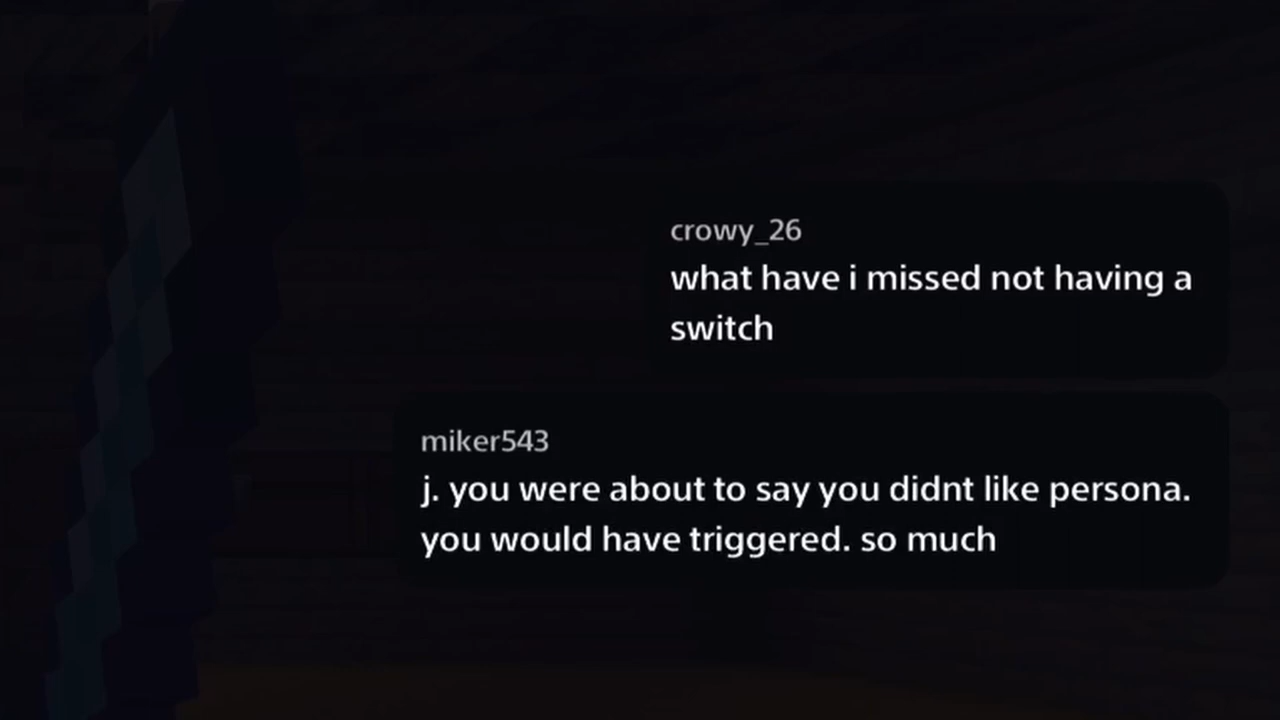 crowy_26
what have i missed not having a
switch
miker543
j. you were about to say you didnt like persona.
you would have triggered. so much